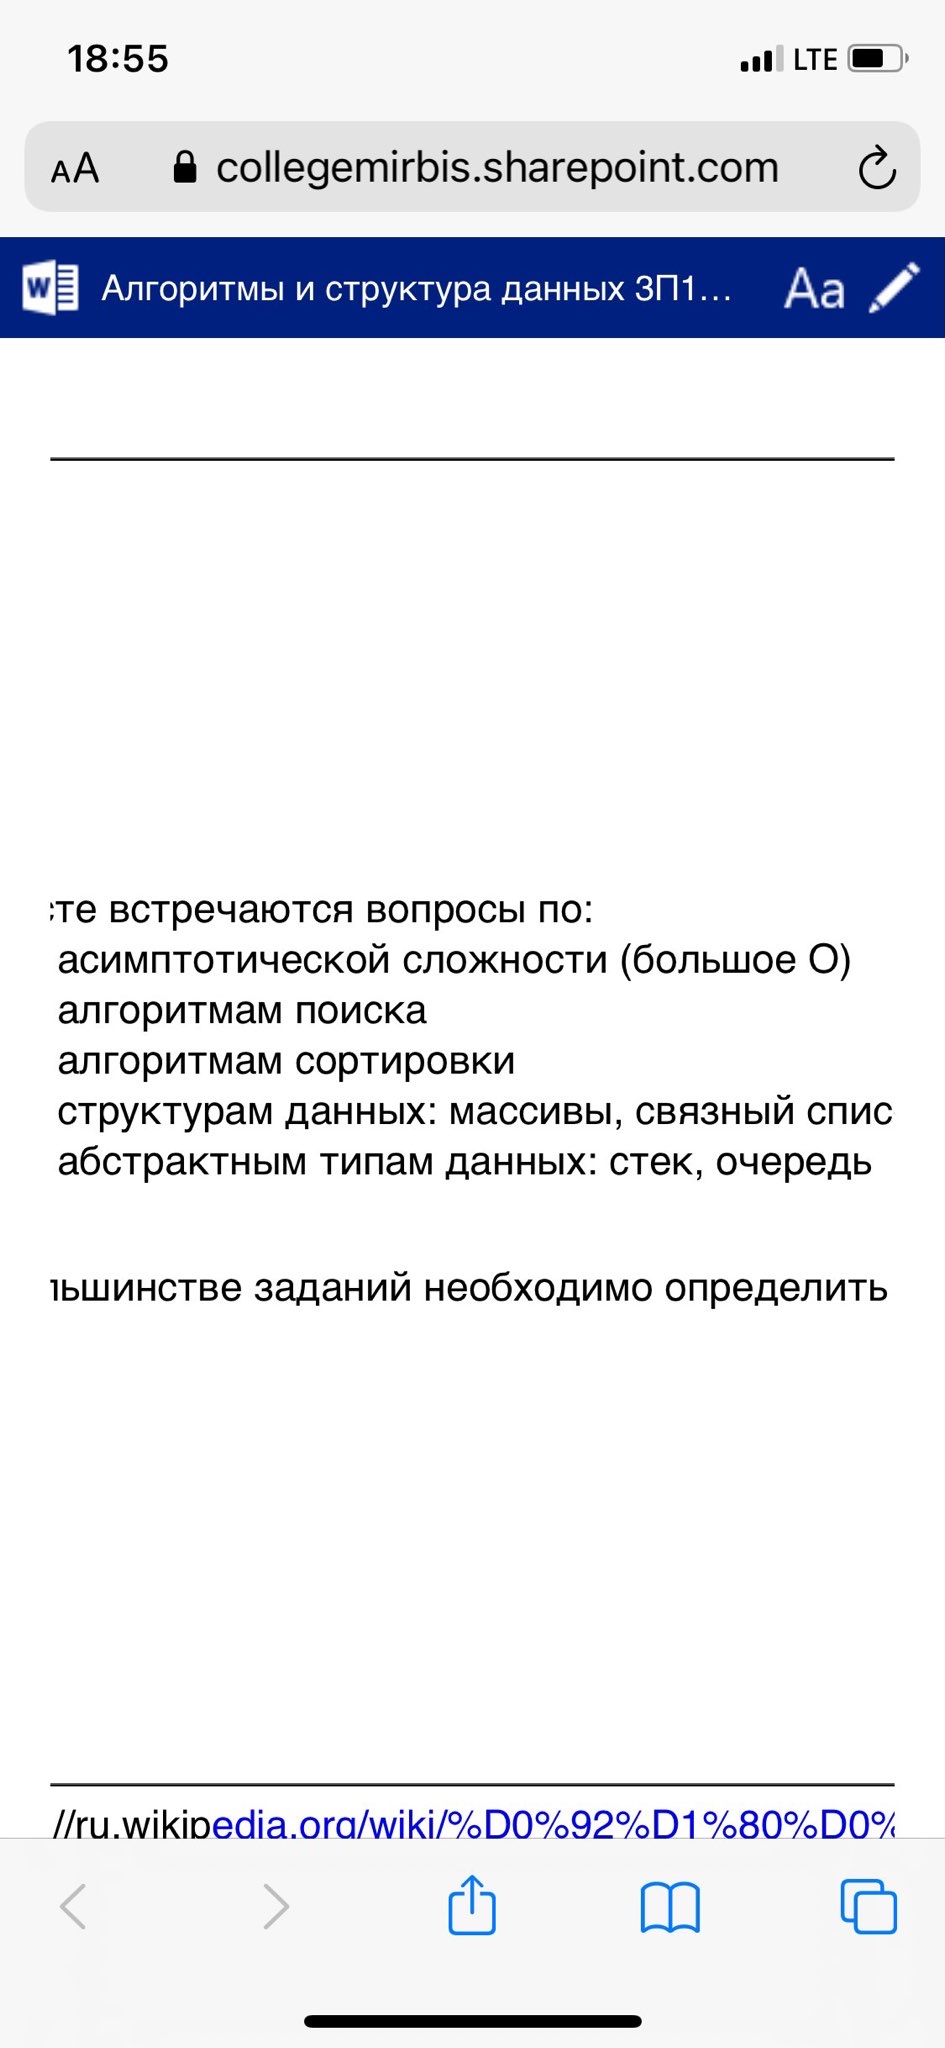 18:55
LTE
AA collegemirbis.sharepoint.com
W Алгоритмы и структура данных 3П1... Aa
те встречаются вопросы по:
асимптотической сложности (большое О)
алгоритмам поиска
алгоритмам сортировки
структурам данных: массивы, связный спис
абстрактным типам данных: стек, очередь
льшинстве заданий необходимо определить
//ru.wikipedia.org/wiki/%D0%92%D1%80%D0%